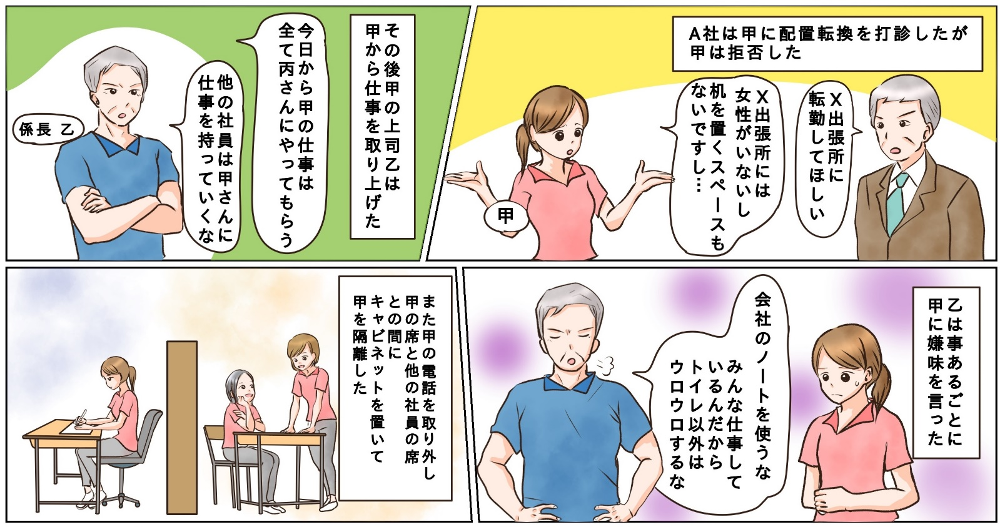 A社は甲に配置転換を打診したが
甲は拒否した
X出張所に
転勤してほしい
X出張所には
女性がいないし
机を置くスペースも
ないですし…
甲
その後甲の上司乙は
甲から仕事を取り上げた
今日から甲の仕事は
全て丙さんにやってもらう
他の社員は甲さんに
仕事を持っていくな
係長 乙
乙は事あるごとに
甲に嫌味を言った
会社のノートを使うな
みんな仕事して
いるんだから
トイレ以外は
ウロウロするな
また甲の電話を取り外し
甲の席と他の社員の席
との間に
キャビネットを置いて
甲を隔離した